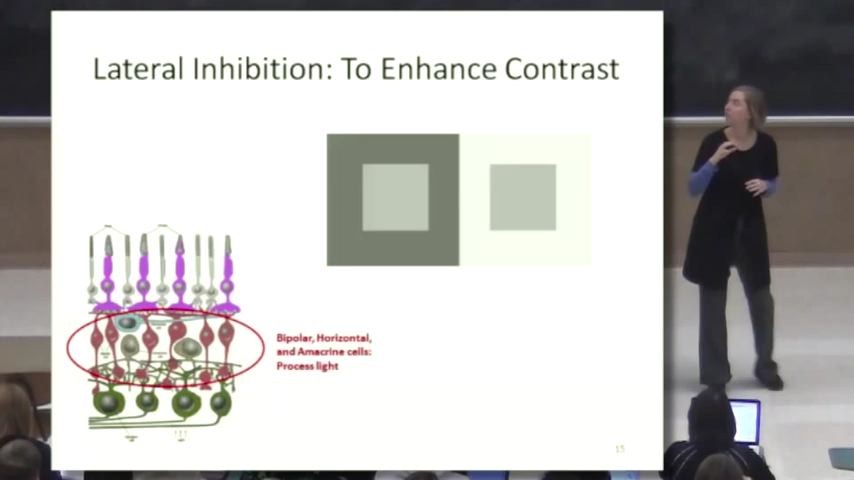 Lateral Inhibition: To Enhance Contrast
Bipolar, Horizontal,
and Amacrine cells:
Process light
15